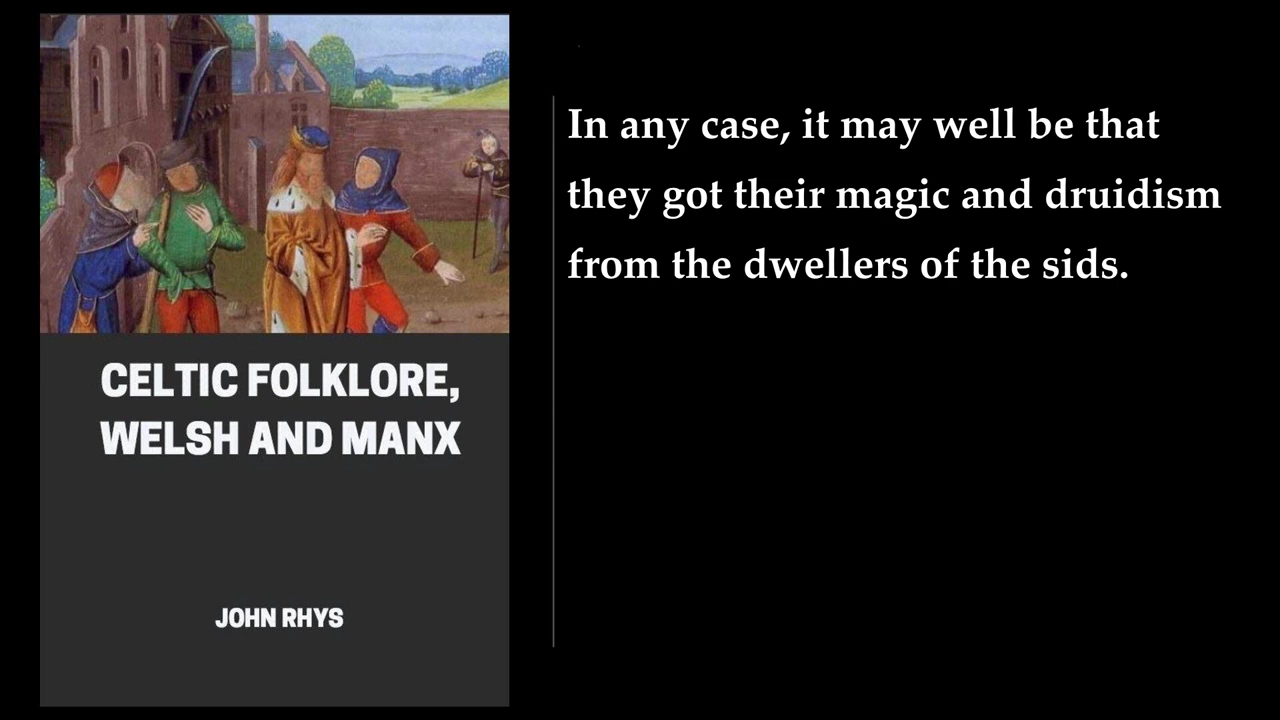 CELTIC FOLKLORE,
WELSH AND MANX
JOHN RHYS
In any case, it may well be that
they got their magic and druidism
from the dwellers of the sids.